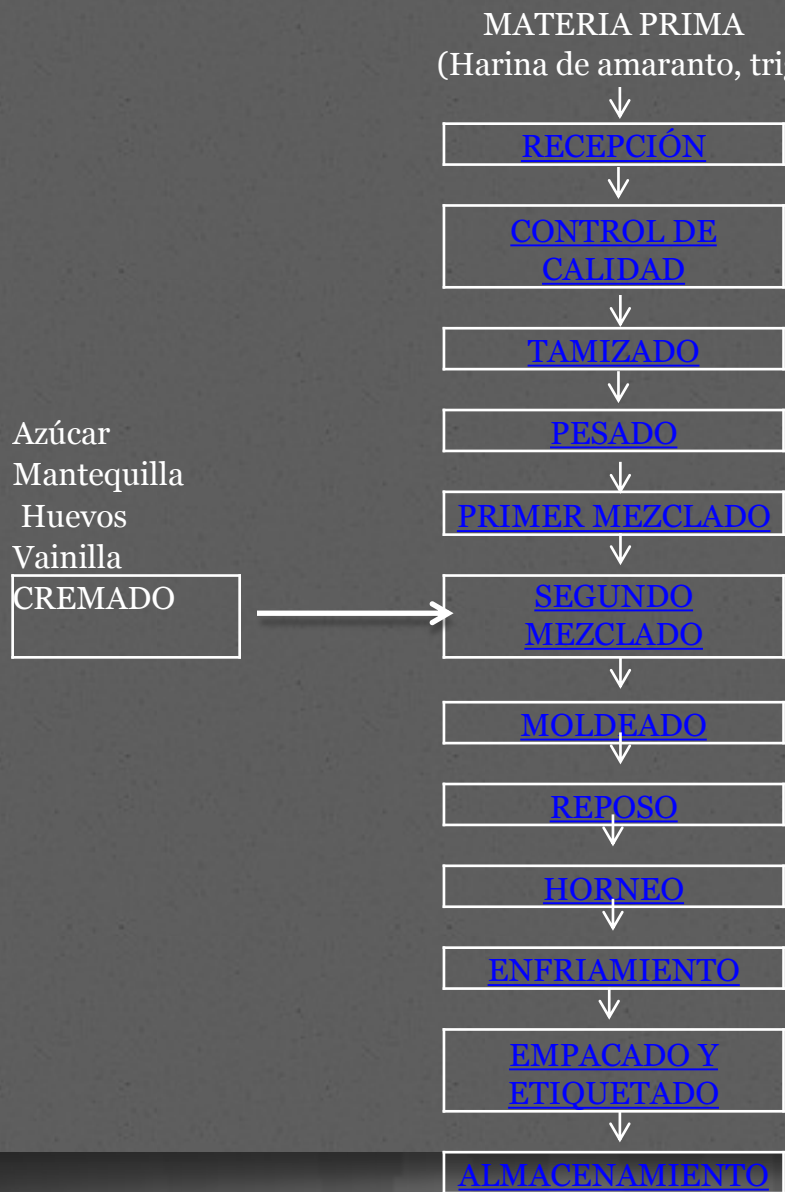 MATERIA PRIMA
(Harina de amaranto,
RECEPCIÓN
CONTROL DE
CALIDAD
TAMIZADO
PESADO
PRIMER MEZCLADO
Azúcar
Mantequilla
Huevos
Vainilla
CREMADO
SEGUNDO
MEZCLADO
MOLDEADO
REPOSO
HORNEO
ENFRIAMIENTO
EMPACADO Y
ETIQUETADO
ALMACENAMIENTO